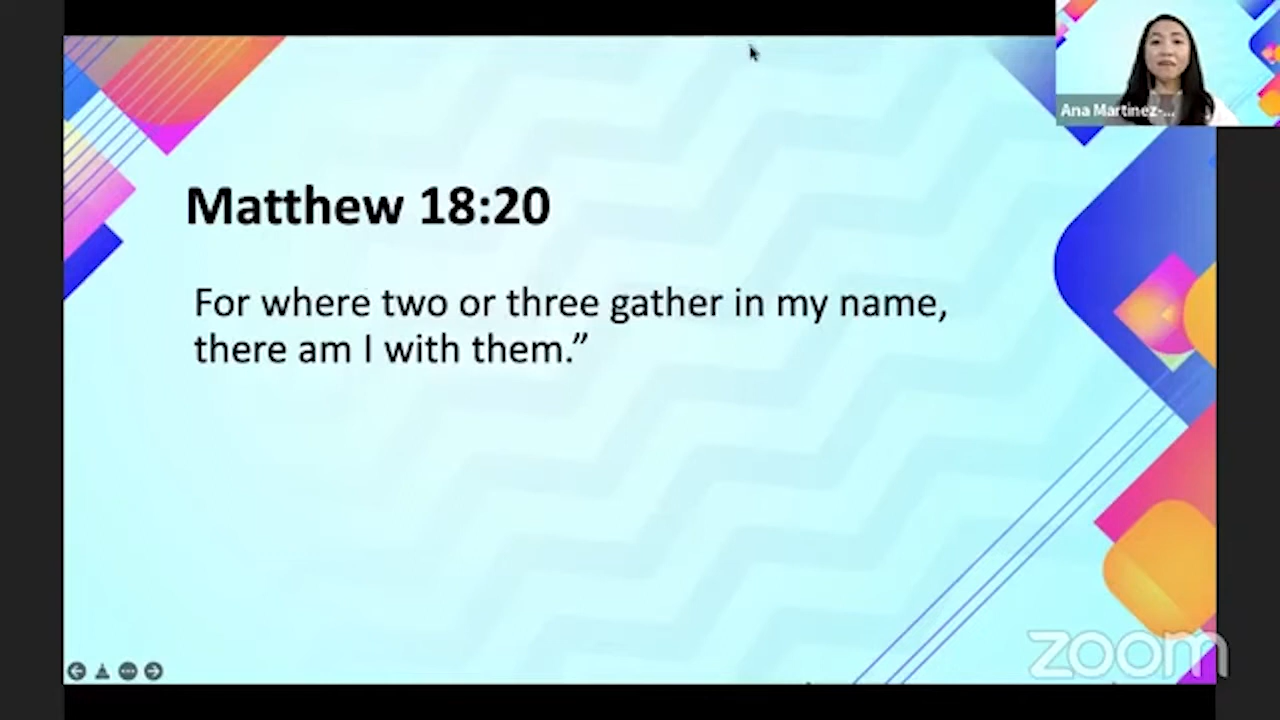 Ana Martinez-...
Matthew 18:20
For where two or three gather in my name,
there am I with them.”
zoom